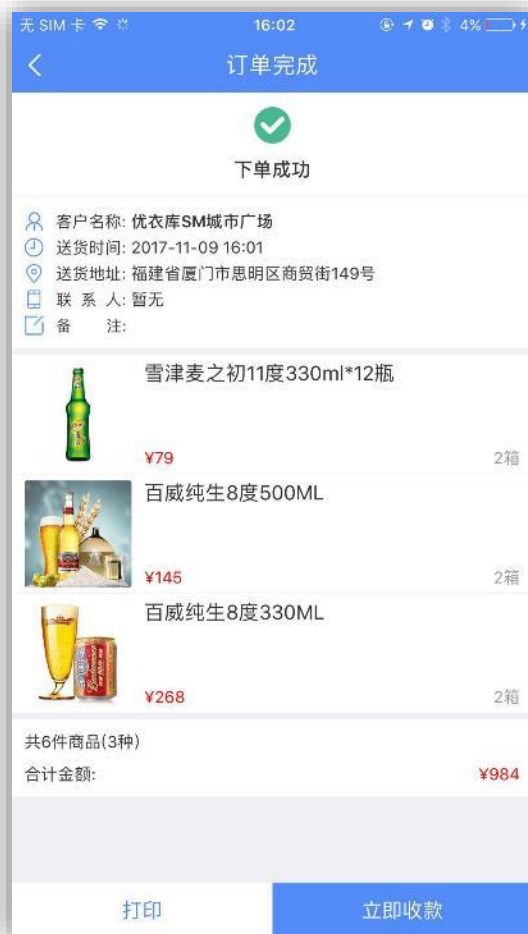 无 SIM 卡 16:02 4%
订单完成
下单成功
客户名称: 优衣库SM城市广场
送货时间: 2017-11-09 16:01
送货地址: 福建省厦门市思明区商贸街149号
联 系 人: 暂无
备 注:
雪津麦之初11度330ml*12瓶
¥79 2箱
百威纯生8度500ML
¥145 2箱
百威纯生8度330ML
¥268 2箱
共6件商品(3种)
合计金额: ¥984
打印 立即收款